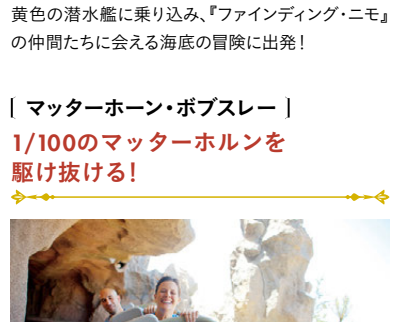 黄色の潜水艦に乗り込み、『ファインディング・ニモ』
の仲間たちに会える海底の冒険に出発！
[ マッターホーン・ボブスレー ]
1/100のマッターホルンを
駆け抜ける！